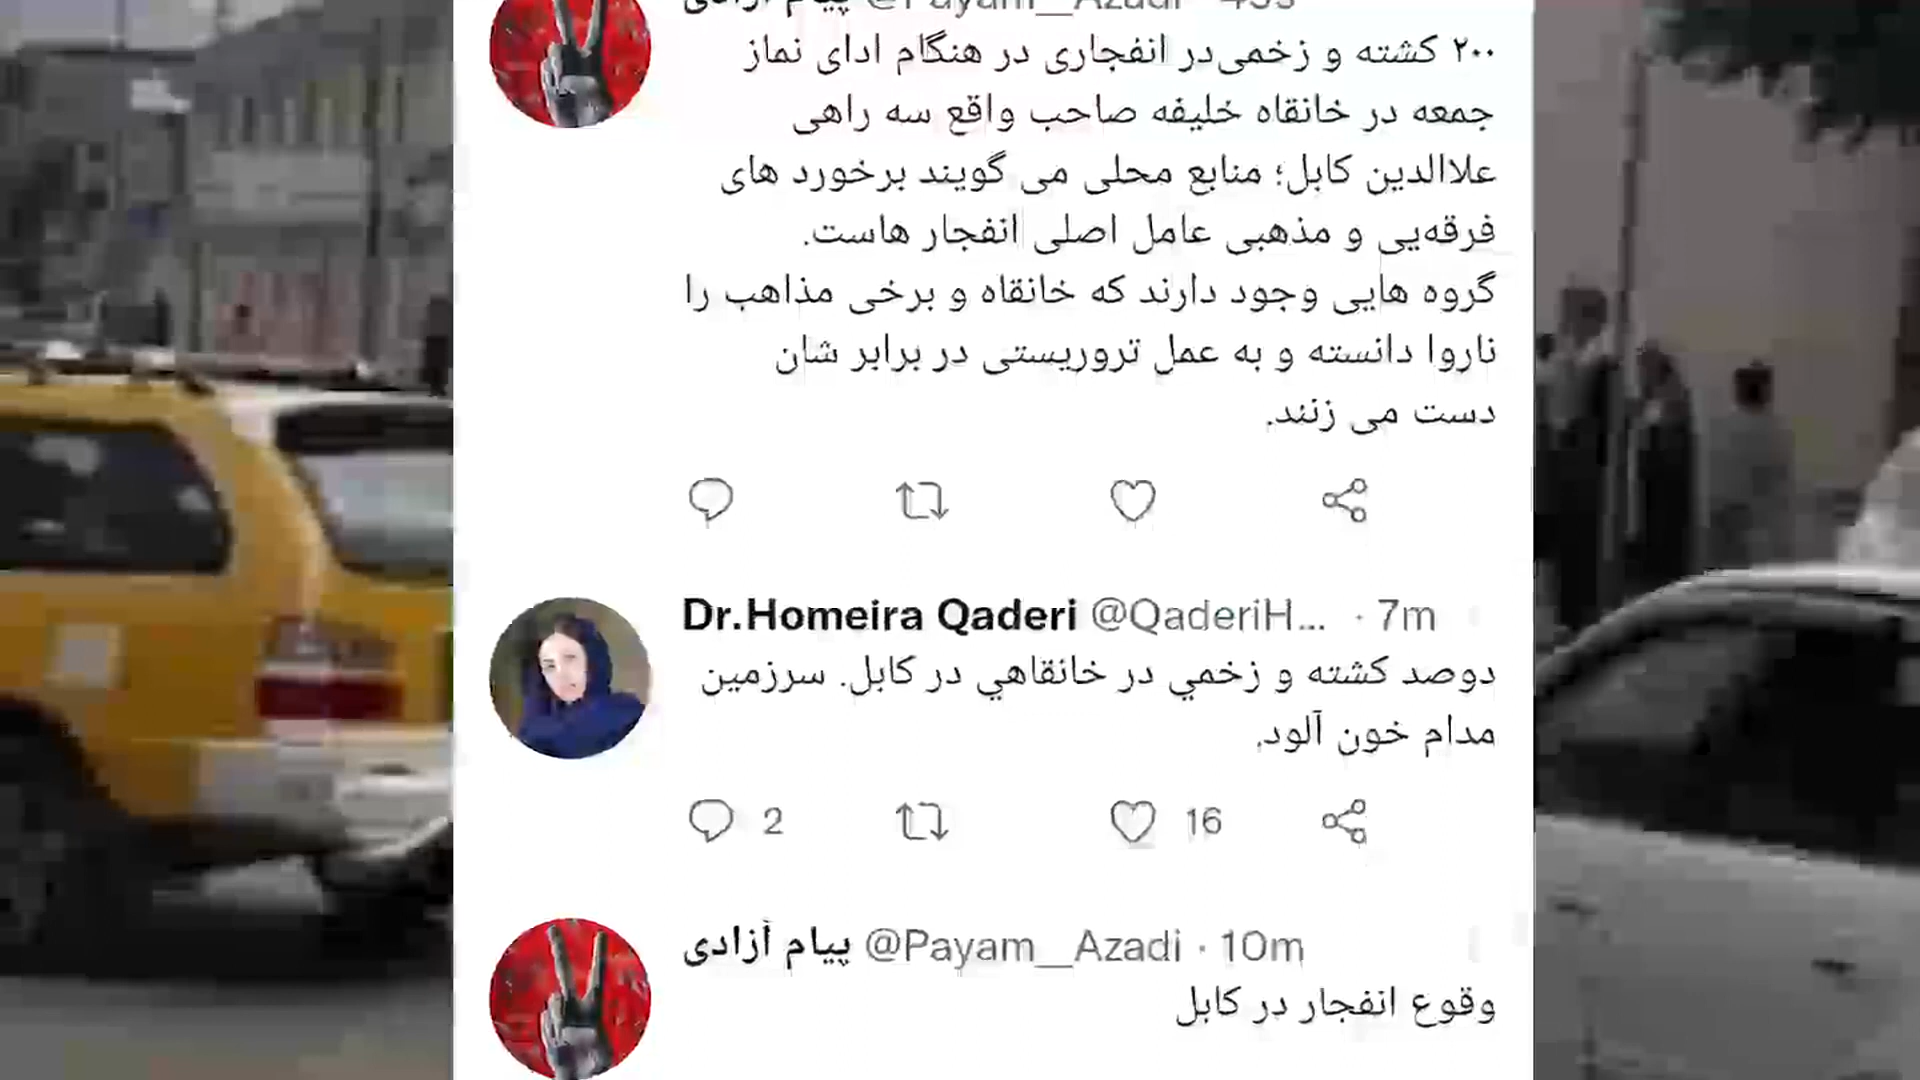 پیام آزادی @Payam__Azadi
۲۰۰ کشته و زخمی‌در انفجاری در هنگام ادای نماز
جمعه در خانقاه خلیفه صاحب واقع سه راهی
علاالدین کابل؛ منابع محلی می گویند برخورد های
فرقه‌یی و مذهبی عامل اصلی انفجار هاست.
گروه هایی وجود دارند که خانقاه و برخی مذاهب را
ناروا دانسته و به عمل تروریستی در برابر شان
دست می زنند.
Dr.Homeira Qaderi @QaderiH... · 7m
دوصد کشته و زخمي در خانقاهي در کابل. سرزمین
مدام خون آلود.
2 16
پیام آزادی @Payam__Azadi · 10m
وقوع انفجار در کابل